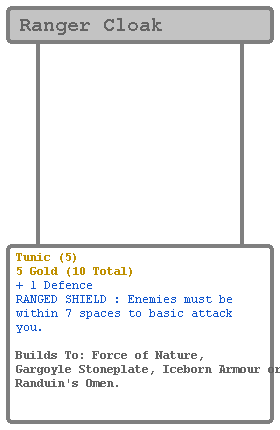 Ranger Cloak
Tunic (5)
5 Gold (10 Total)
+ 1 Defence
RANGED SHIELD : Enemies must be
within 7 spaces to basic attack
you.
Builds To: Force of Nature,
Gargoyle Stoneplate, Iceborn Armour or
Randuin's Omen.